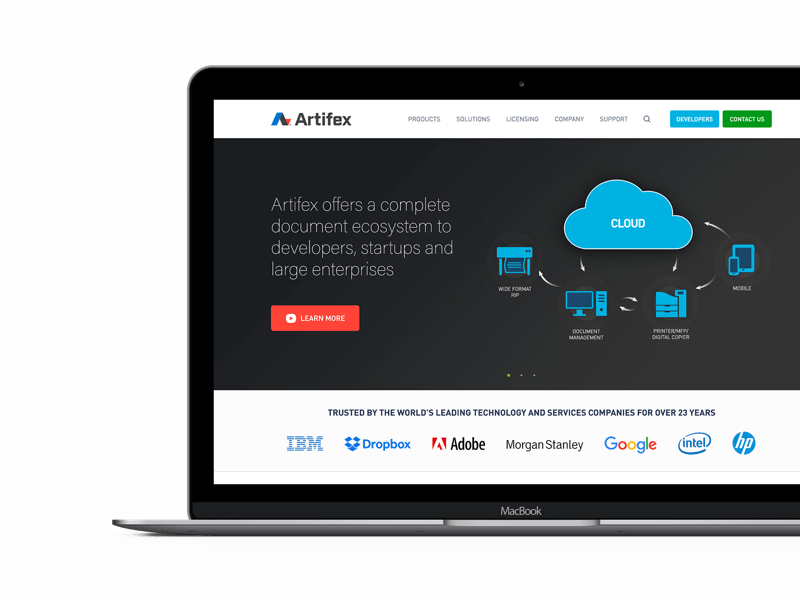 Artifex
PRODUCTS SOLUTIONS LICENSING COMPANY SUPPORT DEVELOPERS CONTACT US
Artifex offers a complete
document ecosystem to
developers, startups and
large enterprises
LEARN MORE
CLOUD
WIDE FORMAT
RIP
MOBILE
DOCUMENT
MANAGEMENT
PRINTER/MFP/
DIGITAL COPIER
TRUSTED BY THE WORLD'S LEADING TECHNOLOGY AND SERVICES COMPANIES FOR OVER 23 YEARS
IBM Dropbox Adobe Morgan Stanley Google intel hp
MacBook